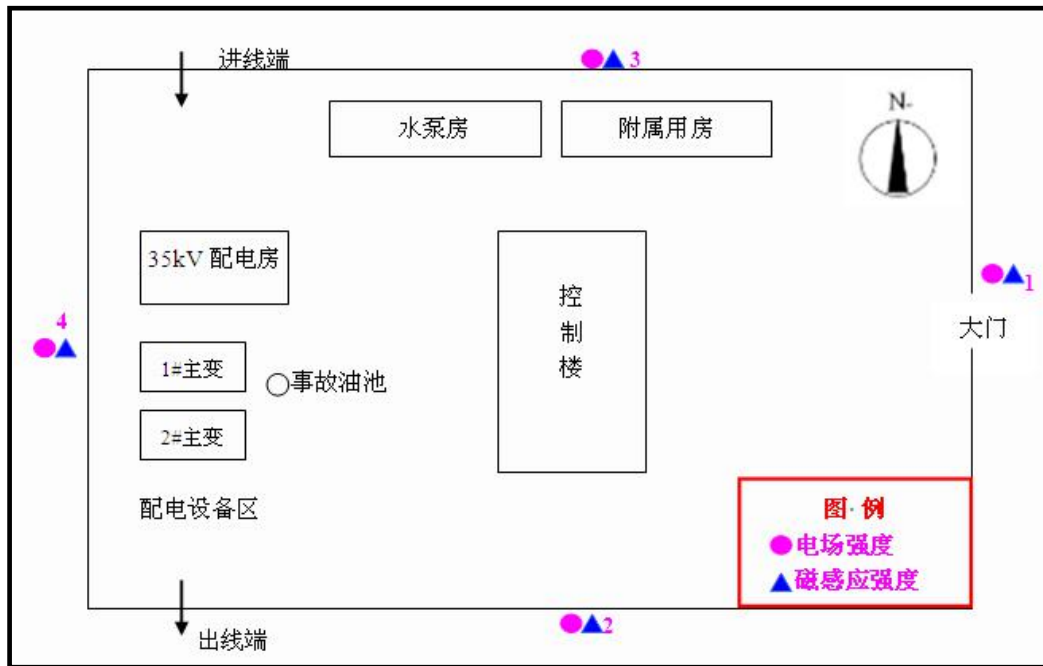 进线端
3
水泵房
附属用房
N-
35kV 配电房
控制楼
1
大门
4
1#主变
事故油池
2#主变
配电设备区
图·例
电场强度
磁感应强度
2
出线端